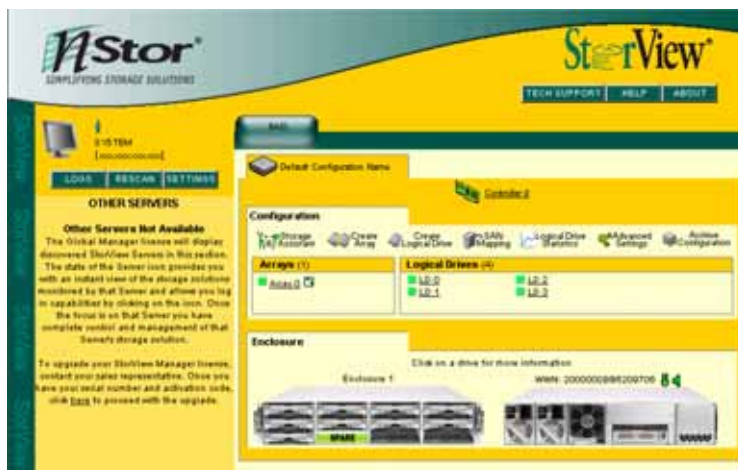 nStor®
SIMPLIFYING STORAGE SOLUTIONS
StorView®
TECH SUPPORT HELP ABOUT
SYSTEM
LOGS RESCAN SETTINGS
RAID
Default Configuration Name
Controller 0
OTHER SERVERS
Other Servers Not Available
The Global Manager license will display
discovered StorView Servers in this section.
The state of the Server icon provides you
with an instant view of the storage solutions
monitored by that Server and allows you log
in capabilities by clicking on the icon. Once
the focus is on that Server you have
complete control and management of that
Server's storage solution.
To upgrade your StorView Manager license,
contact your sales representative. Once you
have your serial number and activation code,
click here to proceed with the upgrade.
Configuration
Storage Assistant
Create Array
Create Logical Drive
SAN Mapping
Logical Drive Statistics
Advanced Settings
Archive Configuration
Arrays (1)
Array 0
Logical Drives (4)
LD 0 LD 2
LD 1 LD 3
Enclosure
Click on a drive for more information
Enclosure 1
SPARE
StorView StorView StorView StorView